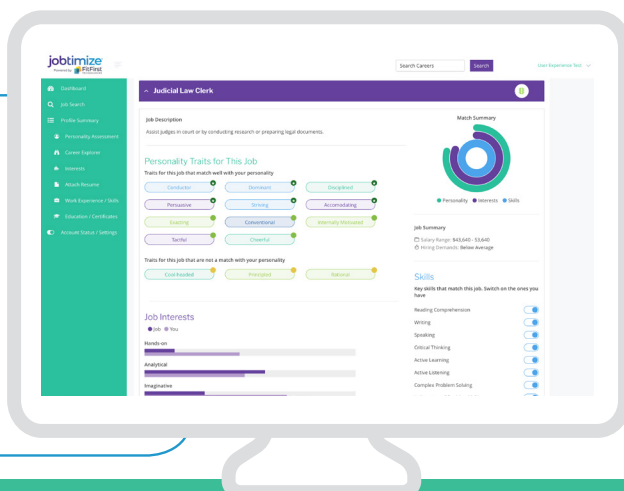 jobtimize
Powered by FitFirst
TECHNOLOGIES
Search Careers
Search
User Experience Test
Dashboard
Job Search
Profile Summary
Personality Assessment
Career Explorer
Interests
Attach Resume
Work Experience / Skills
Education / Certificates
Account Status / Settings
Judicial Law Clerk
Job Description
Assist judges in court or by conducting research or preparing legal documents.
Personality Traits for This Job
Traits for this job that match well with your personality
Conductor
Domestic
Disciplined
Persuasive
Striving
Accomodating
Exacting
Conventional
Internally Motivated
Tactful
Cheerful
Traits for this job that are not a match with your personality
Cool-headed
Principled
Rational
Job Interests
Job You
Hands-on
Analytical
Imaginative
Match Summary
Personality Interests Skills
Job Summary
Salary Range: $43,640 - 53,640
Hiring Demands: Below Average
Skills
Key skills that match this job. Switch on the ones you
have
Reading Comprehension
Writing
Speaking
Critical Thinking
Active Learning
Active Listening
Complex Problem Solving